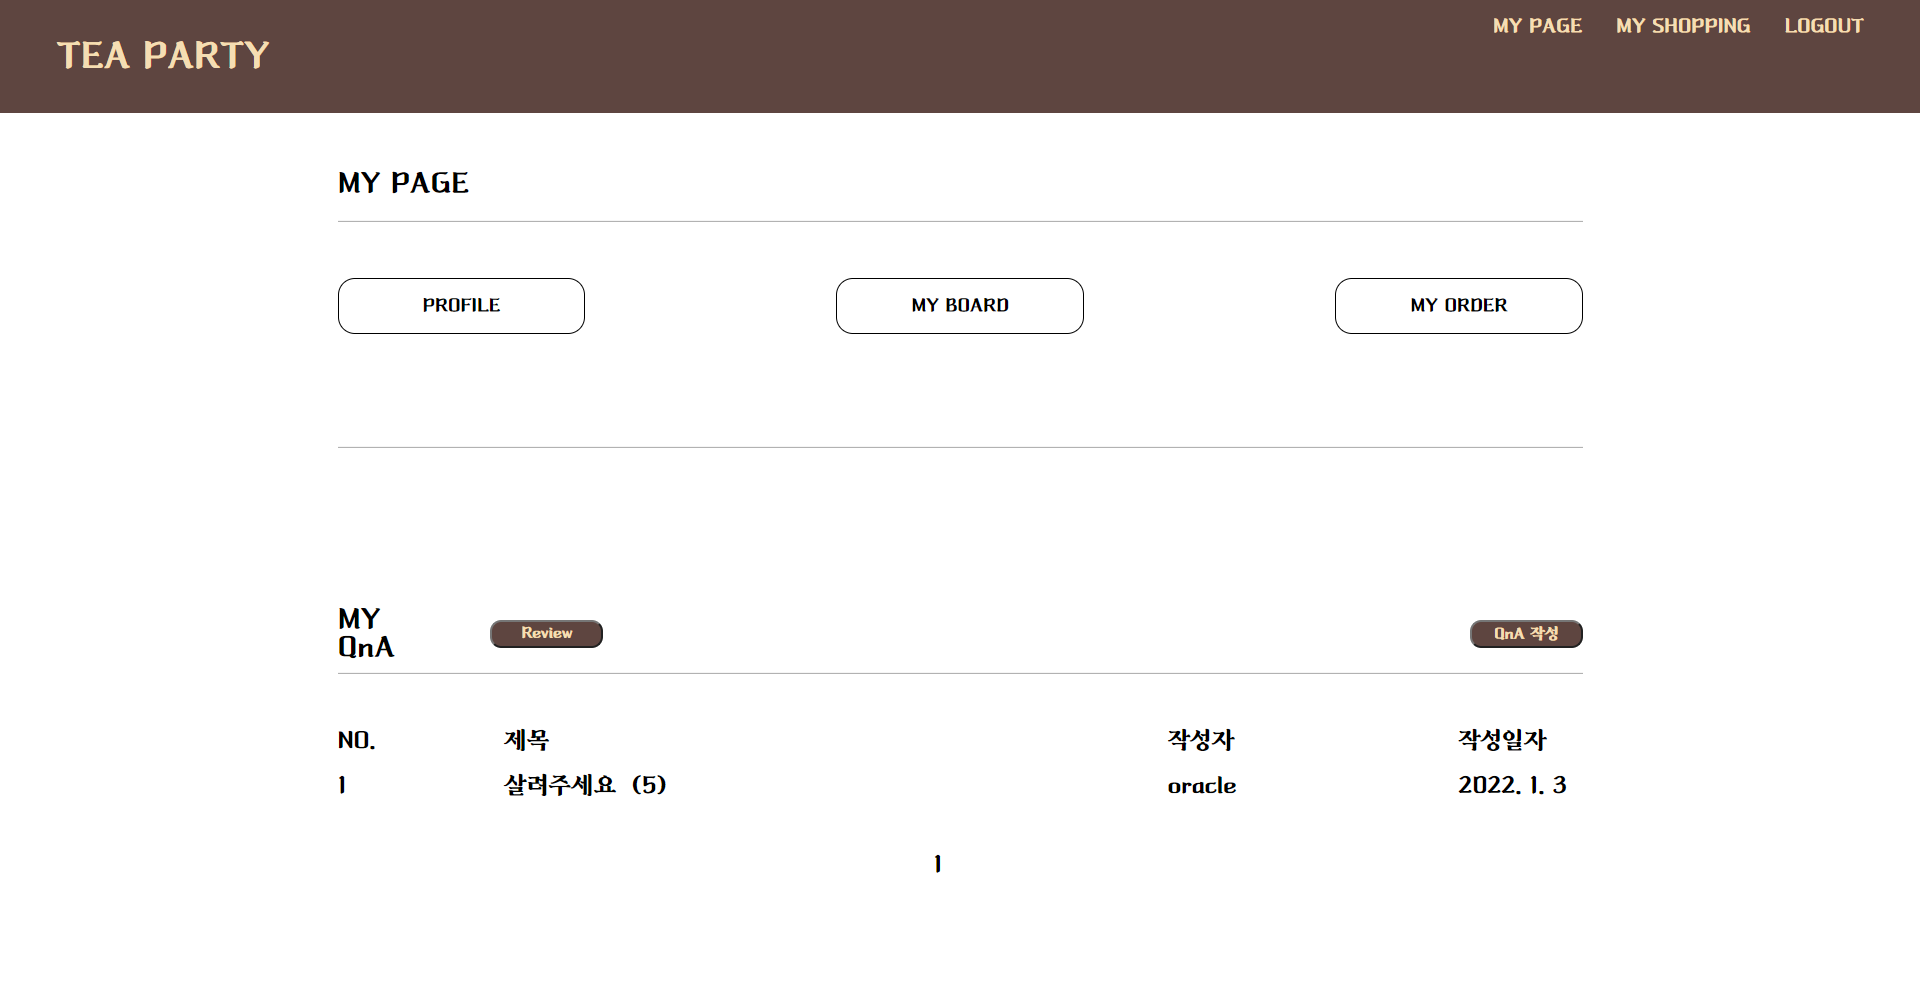 TEA PARTY
MY PAGE MY SHOPPING LOGOUT
MY PAGE
PROFILE MY BOARD MY ORDER
MY
QnA
Review
QnA 작성
NO. 제목 작성자 작성일자
1 살려주세요 (5) oracle 2022. 1. 3
1